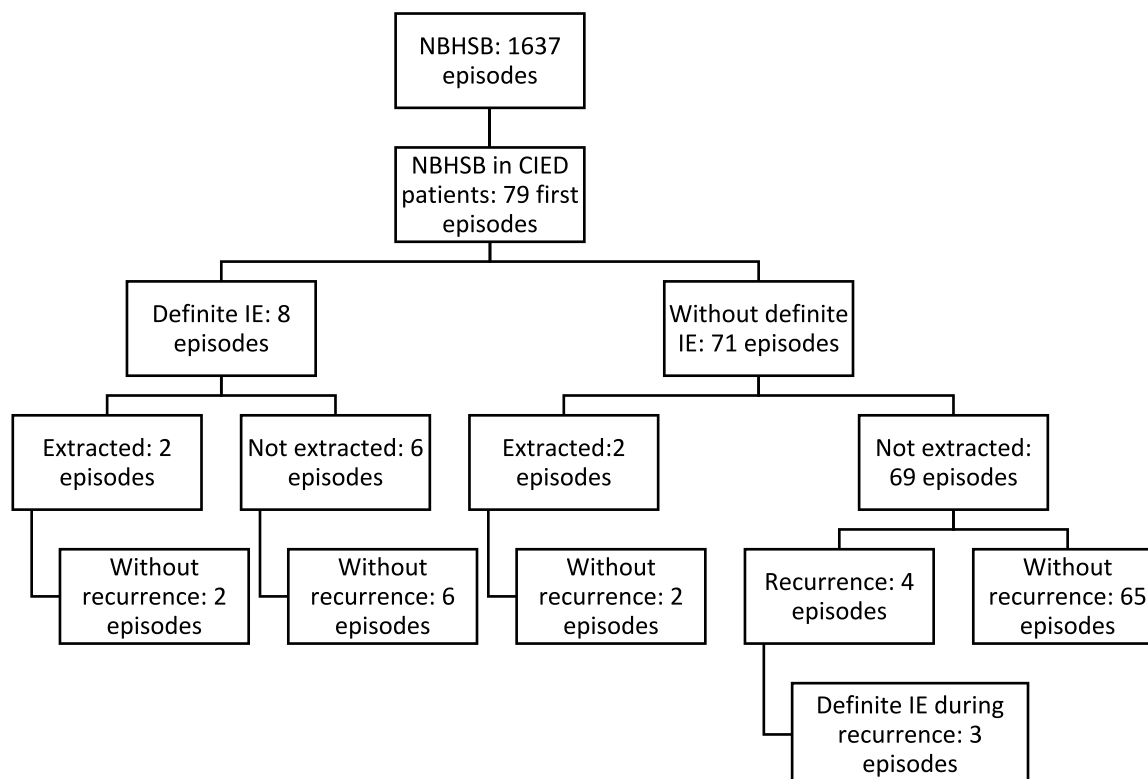 NBHSB: 1637
episodes
NBHSB in CIED
patients: 79 first
episodes
Definite IE: 8
episodes
Without definite
IE: 71 episodes
Extracted: 2
episodes
Not extracted: 6
episodes
Extracted:2
episodes
Not extracted:
69 episodes
Without
recurrence: 2
episodes
Without
recurrence: 6
episodes
Without
recurrence: 2
episodes
Recurrence: 4
episodes
Without
recurrence: 65
episodes
Definite IE during
recurrence: 3
episodes